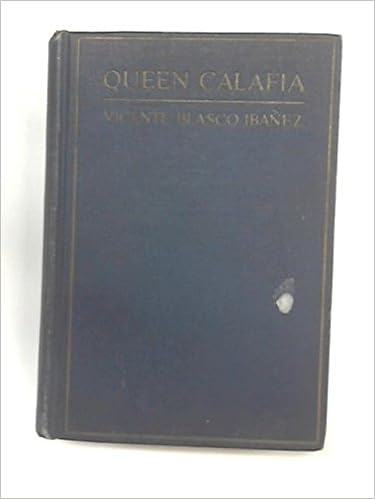 QUEEN CALAFIA
VICENTE BLASCO IBAÑEZ